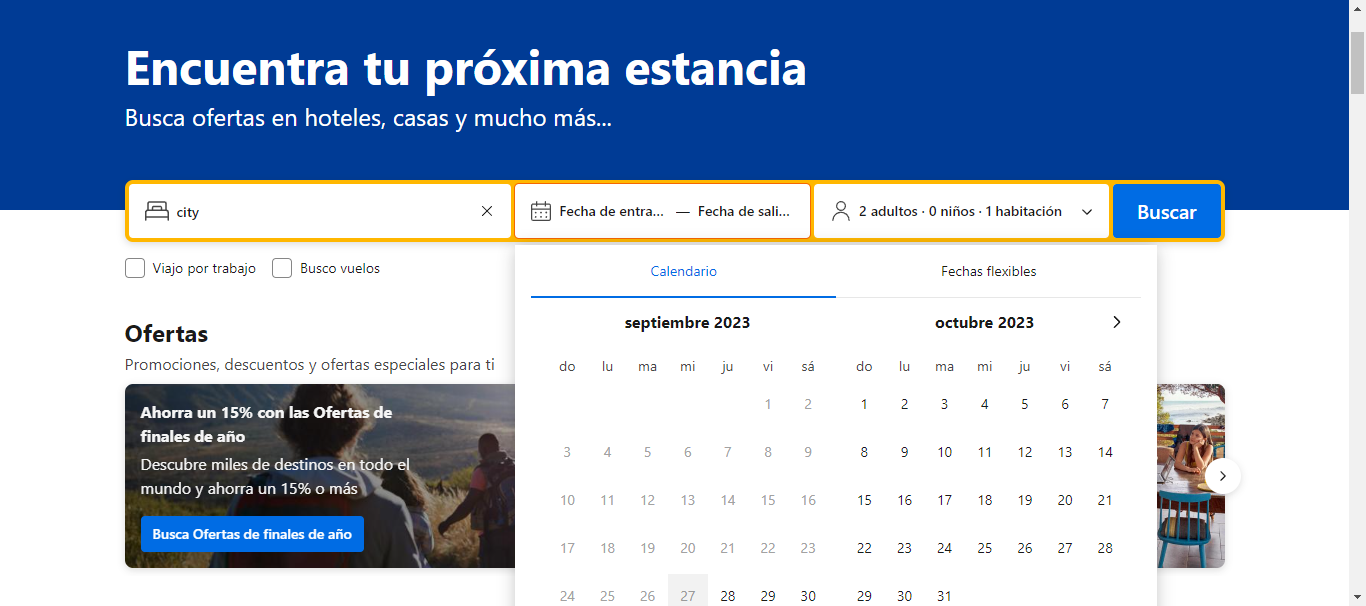 Encuentra tu próxima estancia
Busca ofertas en hoteles, casas y mucho más...
city
Fecha de entra... — Fecha de sali...
2 adultos · 0 niños · 1 habitación
Buscar
Viajo por trabajo
Busco vuelos
Calendario
Fechas flexibles
septiembre 2023
do lu ma mi ju vi sá
1 2
3 4 5 6 7 8 9
10 11 12 13 14 15 16
17 18 19 20 21 22 23
24 25 26 27 28 29 30
octubre 2023
do lu ma mi ju vi sá
1 2 3 4 5 6 7
8 9 10 11 12 13 14
15 16 17 18 19 20 21
22 23 24 25 26 27 28
29 30 31
Ofertas
Promociones, descuentos y ofertas especiales para ti
Ahorra un 15% con las Ofertas de
finales de año
Descubre miles de destinos en todo el
mundo y ahorra un 15% o más
Busca Ofertas de finales de año